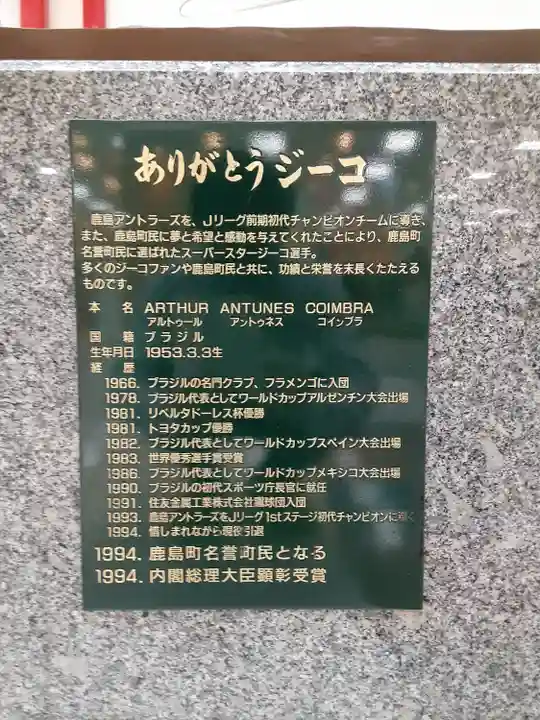 ありがとうジーコ
鹿島アントラーズを、Jリーグ前期初代チャンピオンチームに導き、
また、鹿島町民に夢と希望と感動を与えてくれたことにより、鹿島町
名誉町民に選ばれたスーパースタージーコ選手。
多くのジーコファンや鹿島町民と共に、功績と栄誉を末長くたたえる
ものです。
本名 ARTHUR ANTUNES COIMBRA
アルトゥール アントゥネス コインブラ
国籍 ブラジル
生年月日 1953.3.3生
経歴
1966. ブラジルの名門クラブ、フラメンゴに入団
1978. ブラジル代表としてワールドカップアルゼンチン大会出場
1981. リベルタドーレス杯優勝
1981. トヨタカップ優勝
1982. ブラジル代表としてワールドカップスペイン大会出場
1983. 世界優秀選手賞受賞
1986. ブラジル代表としてワールドカップメキシコ大会出場
1990. ブラジルの初代スポーツ庁長官に就任
1991. 住友金属工業株式会社蹴球団入団
1993. 鹿島アントラーズをJリーグ1stステージ初代チャンピオンに導く
1994. 惜しまれながら現役引退
1994. 鹿島町名誉町民となる
1994. 内閣総理大臣顕彰受賞